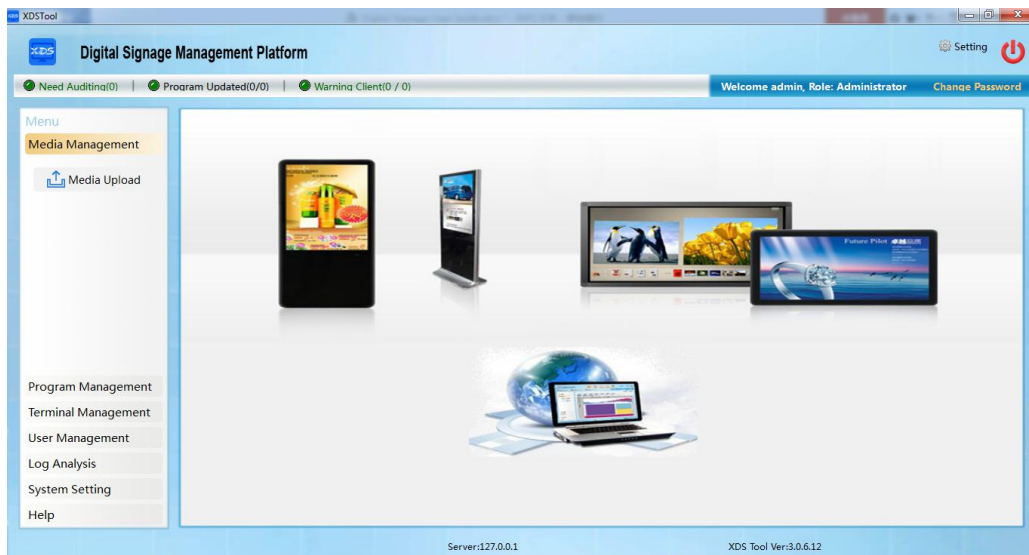 XDSTool
XDS Digital Signage Management Platform
Setting
Need Auditing(0) | Program Updated(0/0) | Warning Client(0 / 0)
Welcome admin, Role: Administrator Change Password
Menu
Media Management
Media Upload
Program Management
Terminal Management
User Management
Log Analysis
System Setting
Help
Future Pilot
Server:127.0.0.1
XDS Tool Ver:3.0.6.12